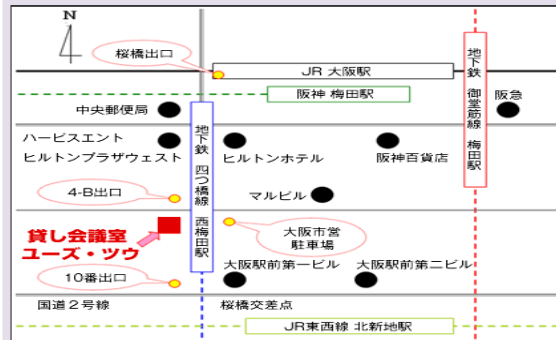 N
桜橋出口
JR 大阪駅
阪神 梅田駅
地下鉄 御堂筋線 梅田駅
阪急
中央郵便局
ハービスエント
ヒルトンプラザウェスト
地下鉄 四つ橋線 西梅田駅
ヒルトンホテル
阪神百貨店
4-B出口
マルビル
貸し会議室
ユーズ・ツウ
大阪市営
駐車場
10番出口
大阪駅前第一ビル
大阪駅前第二ビル
国道２号線
桜橋交差点
JR東西線 北新地駅